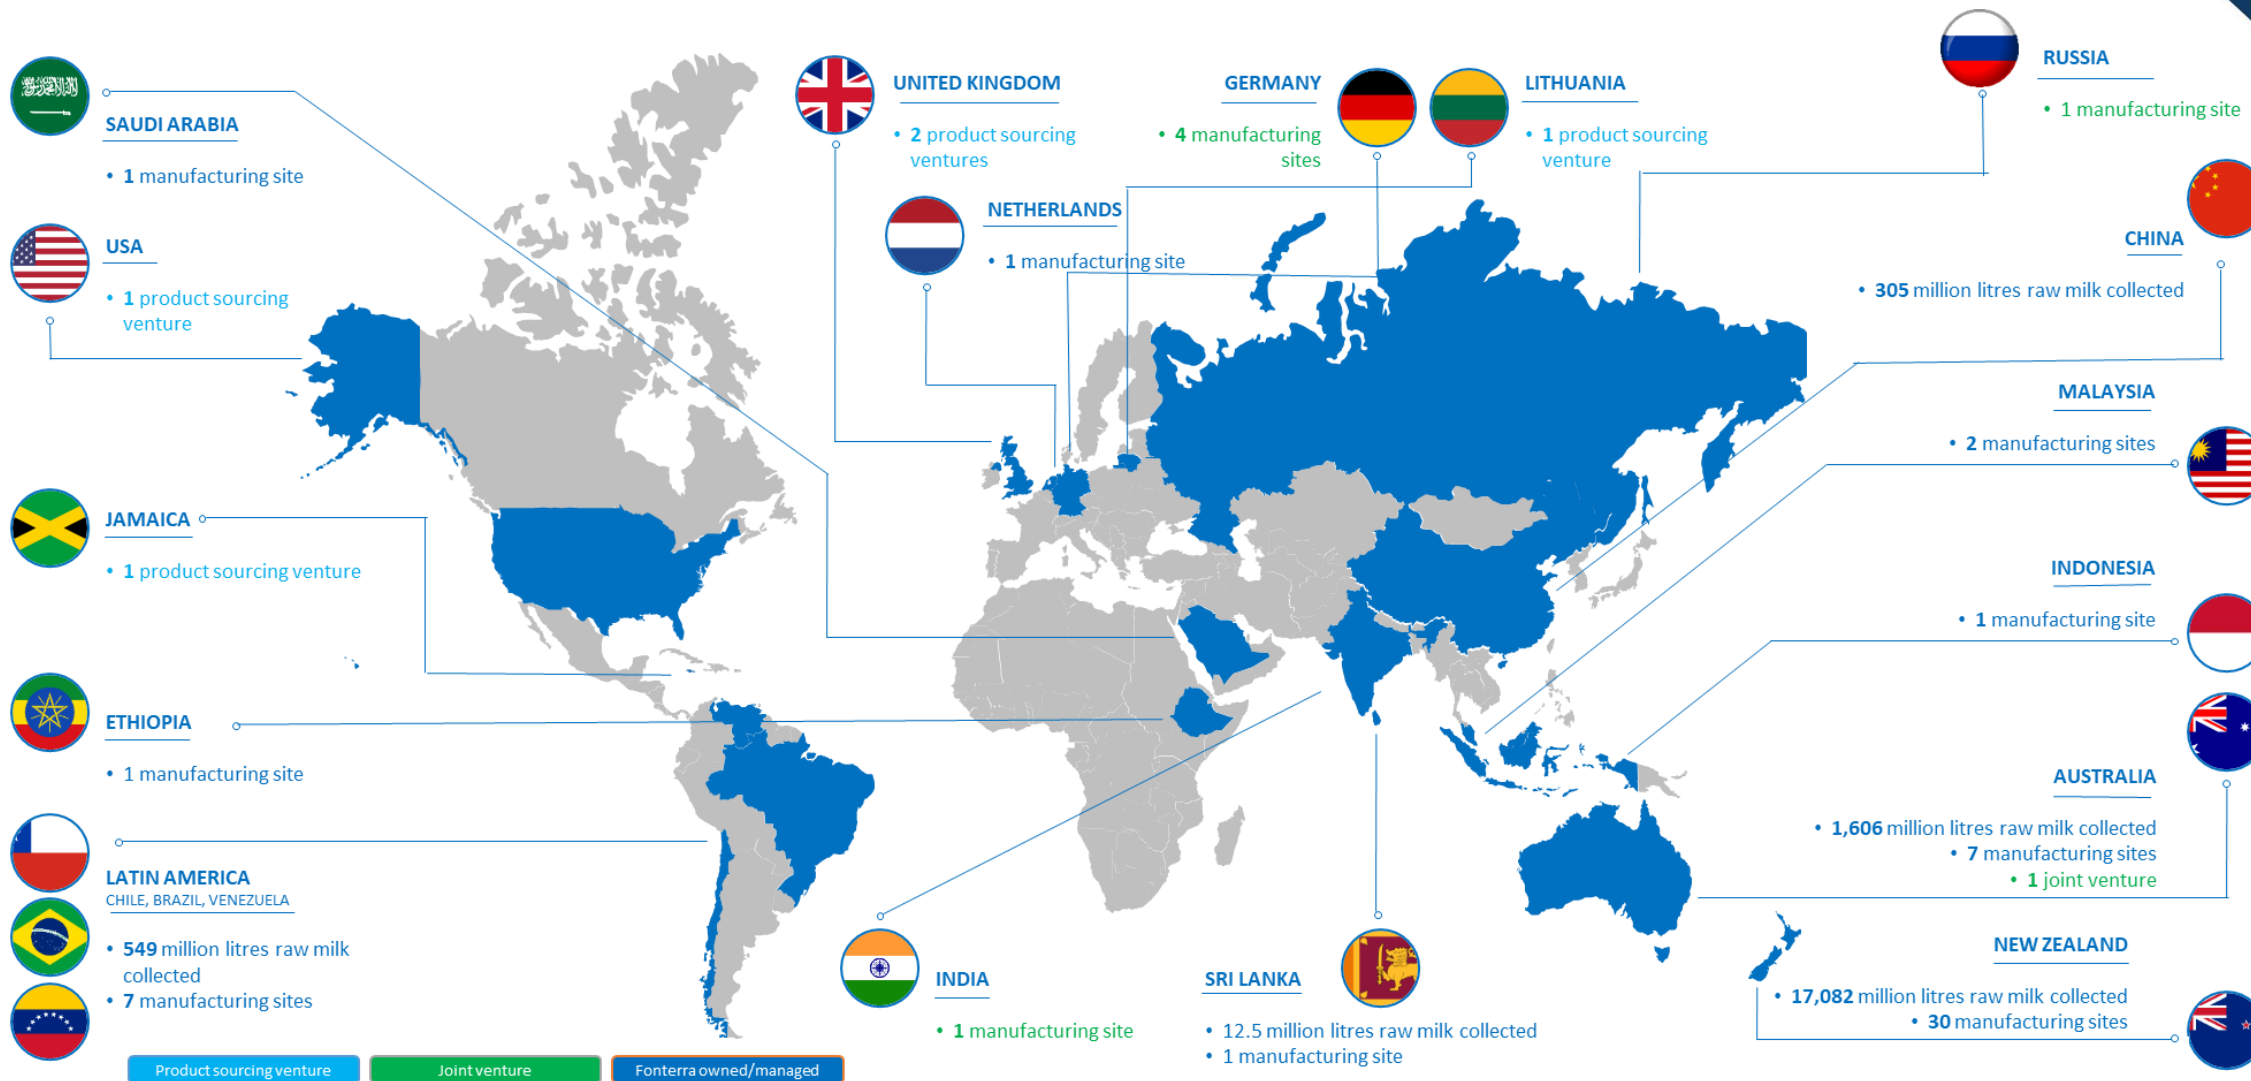 SAUDI ARABIA
• 1 manufacturing site
USA
• 1 product sourcing
venture
JAMAICA
• 1 product sourcing venture
ETHIOPIA
• 1 manufacturing site
LATIN AMERICA
CHILE, BRAZIL, VENEZUELA
• 549 million litres raw milk
collected
• 7 manufacturing sites
UNITED KINGDOM
• 2 product sourcing
ventures
NETHERLANDS
• 1 manufacturing site
GERMANY
• 4 manufacturing
sites
LITHUANIA
• 1 product sourcing
venture
RUSSIA
• 1 manufacturing site
CHINA
• 305 million litres raw milk collected
MALAYSIA
• 2 manufacturing sites
INDONESIA
• 1 manufacturing site
AUSTRALIA
• 1,606 million litres raw milk collected
• 7 manufacturing sites
• 1 joint venture
NEW ZEALAND
• 17,082 million litres raw milk collected
• 30 manufacturing sites
INDIA
• 1 manufacturing site
SRI LANKA
• 12.5 million litres raw milk collected
• 1 manufacturing site
Product sourcing venture
Joint venture
Fonterra owned/managed